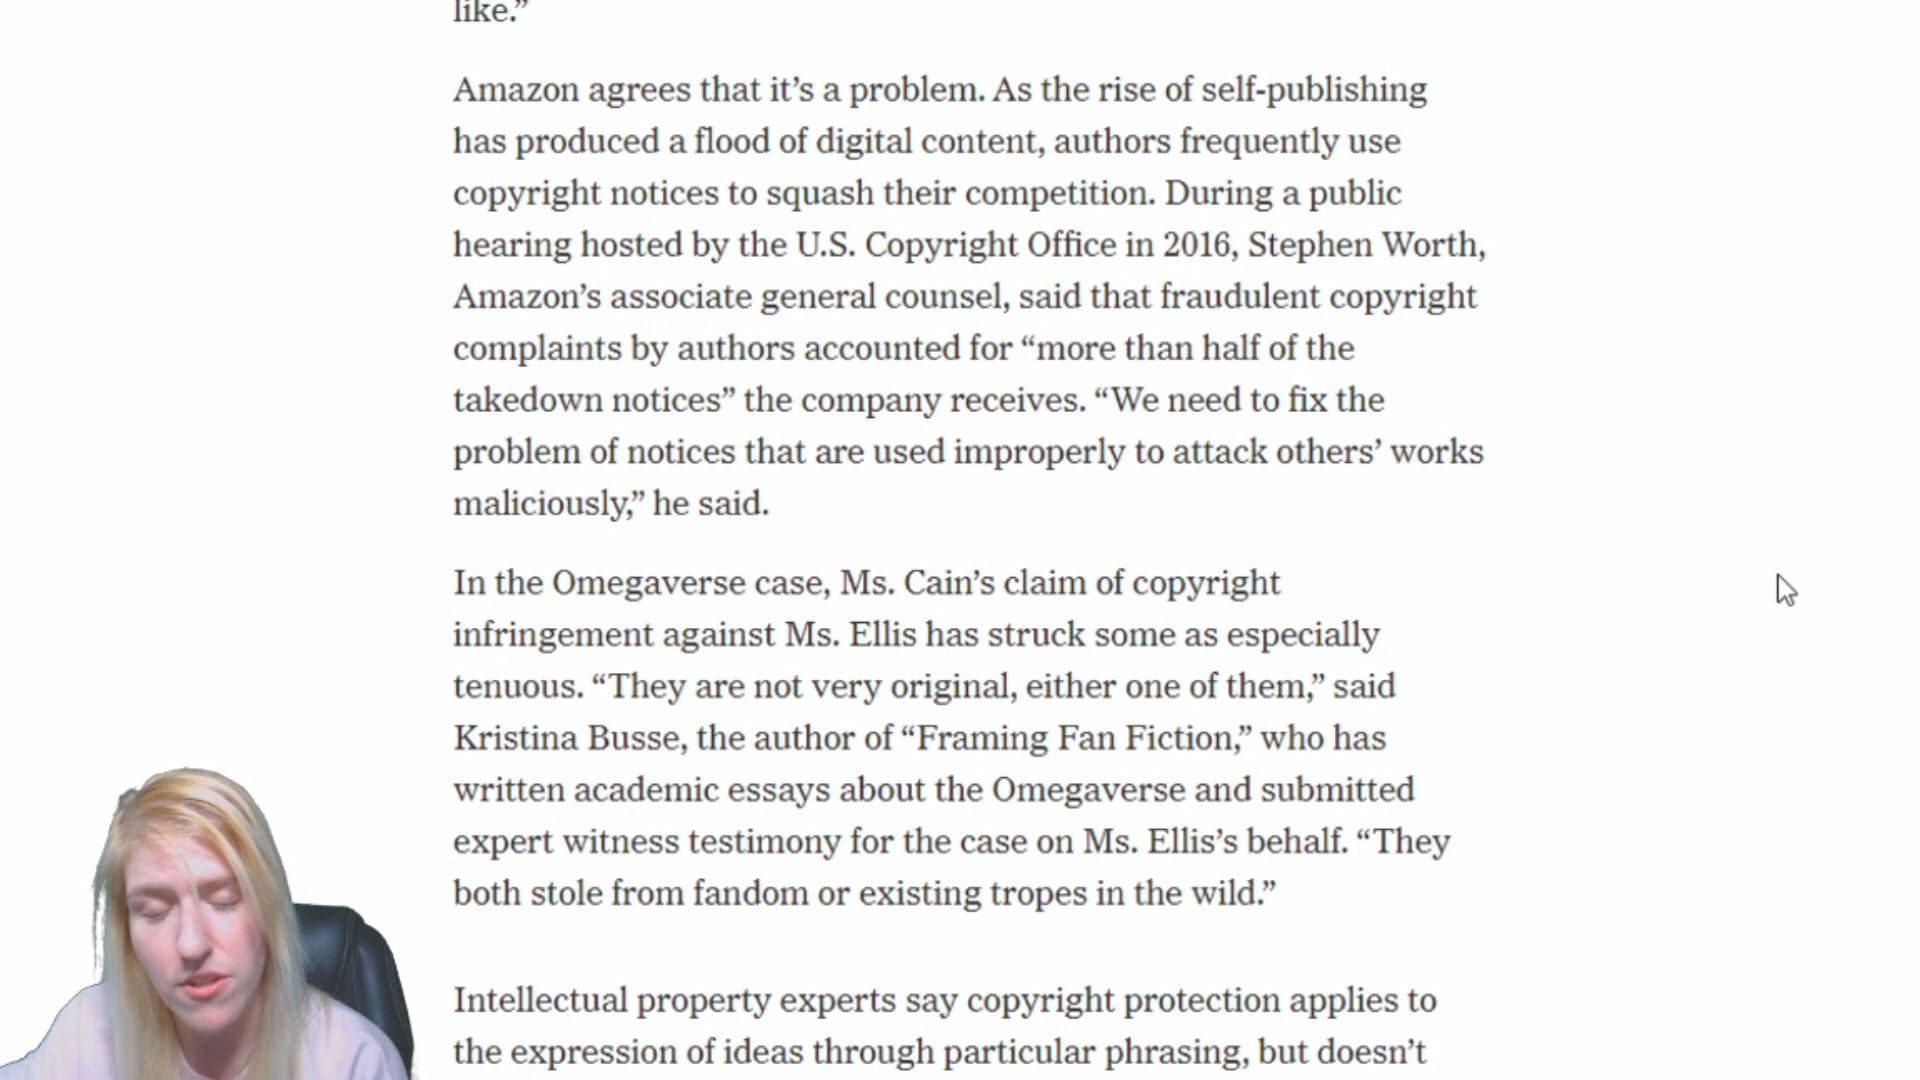 like.”
Amazon agrees that it’s a problem. As the rise of self-publishing
has produced a flood of digital content, authors frequently use
copyright notices to squash their competition. During a public
hearing hosted by the U.S. Copyright Office in 2016, Stephen Worth,
Amazon’s associate general counsel, said that fraudulent copyright
complaints by authors accounted for “more than half of the
takedown notices” the company receives. “We need to fix the
problem of notices that are used improperly to attack others’ works
maliciously,” he said.
In the Omegaverse case, Ms. Cain’s claim of copyright
infringement against Ms. Ellis has struck some as especially
tenuous. “They are not very original, either one of them,” said
Kristina Busse, the author of “Framing Fan Fiction,” who has
written academic essays about the Omegaverse and submitted
expert witness testimony for the case on Ms. Ellis’s behalf. “They
both stole from fandom or existing tropes in the wild.”
Intellectual property experts say copyright protection applies to
the expression of ideas through particular phrasing, but doesn’t